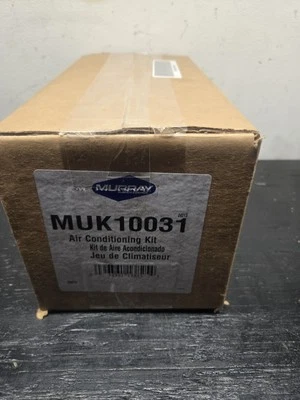 MURRAY
MUK10031
Air Conditioning Kit
Kit de Aire Acondicionado
Jeu de Climatiseur